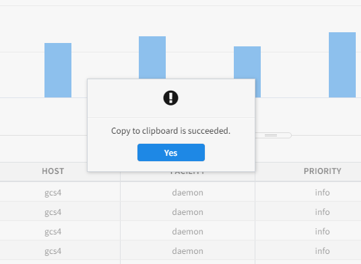 Copy to clipboard is succeeded.
Yes
HOST FACILITY PRIORITY
gcs4 daemon info
gcs4 daemon info
gcs4 daemon info
gcs4 daemon info